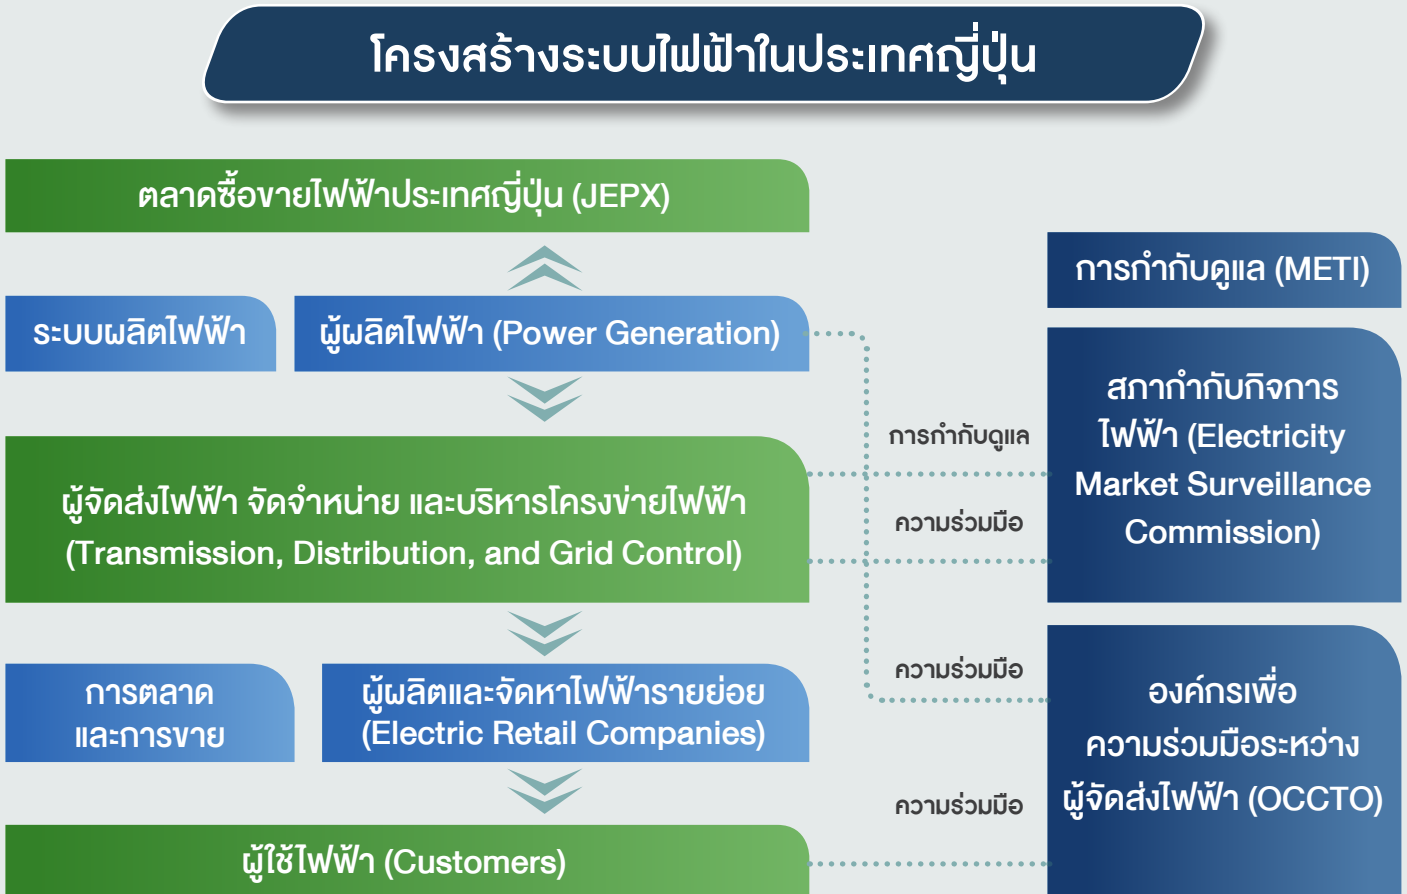 โครงสร้างระบบไฟฟ้าในประเทศญี่ปุ่น
ตลาดซื้อขายไฟฟ้าประเทศญี่ปุ่น (JEPX)
ระบบผลิตไฟฟ้า
ผู้ผลิตไฟฟ้า (Power Generation)
ผู้จัดส่งไฟฟ้า จัดจำหน่าย และบริหารโครงข่ายไฟฟ้า
(Transmission, Distribution, and Grid Control)
การตลาด
และการขาย
ผู้ผลิตและจัดหาไฟฟ้ารายย่อย
(Electric Retail Companies)
ผู้ใช้ไฟฟ้า (Customers)
การกำกับดูแล
ความร่วมมือ
ความร่วมมือ
ความร่วมมือ
การกำกับดูแล (METI)
สภากำกับกิจการ
ไฟฟ้า (Electricity
Market Surveillance
Commission)
องค์กรเพื่อ
ความร่วมมือระหว่าง
ผู้จัดส่งไฟฟ้า (OCCTO)